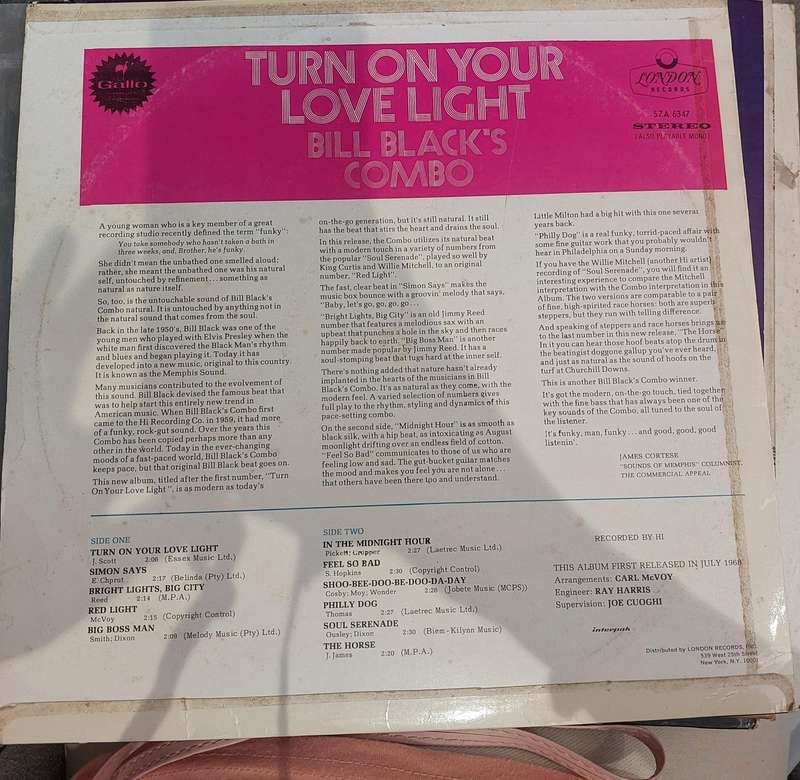 Gallo
TURN ON YOUR
LOVE LIGHT
BILL BLACK'S
COMBO
LONDON
RECORDS
SZA 6347
STEREO
(ALSO PLAYABLE MONO)
A young woman who is a key member of a great
recording studio recently defined the term "funky":
You take somebody who hasn't taken a bath in
three weeks, and, Brother, he's funky.
She didn't mean the unbathed one smelled aloud;
rather, she meant the unbathed one was his natural
self, untouched by refinement...something as
natural as nature itself.
So, too, is the untouchable sound of Bill Black's
Combo natural. It is untouched by anything not in
the natural sound that comes from the soul.
Back in the late 1950's, Bill Black was one of the
young men who played with Elvis Presley when the
white man first discovered the Black Man's rhythm
and blues and began playing it. Today it has
developed into a new music, original to this country.
It is known as the Memphis Sound.
Many musicians contributed to the evolvement of
this sound. Bill Black devised the famous beat that
was to help start this entirely new trend in
American music. When Bill Black's Combo first
came to the Hi Recording Co. in 1959, it had more
of a funky, rock-gut sound. Over the years this
Combo has been copied perhaps more than any
other in the world. Today in the ever-changing
moods of a fast-paced world, Bill Black's Combo
keeps pace, but that original Bill Black beat goes on.
This new album, titled after the first number, "Turn
On Your Love Light", is as modern as today's
on-the-go generation, but it's still natural. It still
has the beat that stirs the heart and drains the soul.
In this release, the Combo utilizes its natural beat
with a modern touch in a variety of numbers from
the popular "Soul Serenade", played so well by
King Curtis and Willie Mitchell, to an original
number, "Red Light".
The fast, clear beat in "Simon Says" makes the
music box bounce with a groovin' melody that says,
"Baby, let's go, go, go...
"Bright Lights, Big City" is an old Jimmy Reed
number that features a melodious sax with an
upbeat that punches a hole in the sky and then races
happily back to earth. "Big Boss Man" is another
number made popular by Jimmy Reed. It has a
soul-stomping beat that tugs hard at the inner self.
There's nothing added that nature hasn't already
implanted in the hearts of the musicians in Bill
Black's Combo. It's as natural as they come, with the
modern feel. A varied selection of numbers gives
full play to the rhythm, styling and dynamics of this
pace-setting combo.
On the second side, "Midnight Hour" is as smooth as
black silk, with a hip beat, as intoxicating as August
moonlight drifting over an endless field of cotton.
"Feel So Bad" communicates to those of us who are
feeling low and sad. The gut-bucket guitar matches
the mood and makes you feel you are not alone...
that others have been there too and understand.
Little Milton had a big hit with this one several
years back.
"Philly Dog" is a real funky, torrid-paced affair with
some fine guitar work that you probably wouldn't
hear in Philadelphia on a Sunday morning.
If you have the Willie Mitchell (another Hi artist)
recording of "Soul Serenade", you will find it an
interesting experience to compare the Mitchell
interpretation with the Combo interpretation in this
Album. The two versions are comparable to a pair
of fine, high-spirited race horses: both are superb
steppers, but they run with telling difference.
And speaking of steppers and race horses brings us
to the last number in this new release, "The Horse".
In it you can hear those hoof beats atop the drum in
the beatingist doggone gallup you've ever heard,
and just as natural as the sound of hoofs on the
turf at Churchill Downs.
This is another Bill Black's Combo winner.
It's got the modern, on-the-go touch, tied together
with the fine bass that has always been one of the
key sounds of the Combo, all tuned to the soul of
the listener.
It's funky, man, funky...and good, good, good
listenin'.
JAMES CORTESE
"SOUNDS OF MEMPHIS" COLUMNIST,
THE COMMERCIAL APPEAL
SIDE ONE
TURN ON YOUR LOVE LIGHT
J. Scott 2:06 (Essex Music Ltd.)
SIMON SAYS
E. Chprot 2:17 (Belinda (Pty) Ltd.)
BRIGHT LIGHTS, BIG CITY
Reed 2:14 (M.P.A.)
RED LIGHT
McVoy 2:15 (Copyright Control)
BIG BOSS MAN
Smith; Dixon 2:09 (Melody Music (Pty) Ltd.)
SIDE TWO
IN THE MIDNIGHT HOUR
Pickett; Cropper 2:27 (Laetrec Music Ltd.)
FEEL SO BAD
S. Hopkins 2:30 (Copyright Control)
SHOO-BEE-DOO-BE-DOO-DA-DAY
Cosby; Moy; Wonder 2:28 (Jobete Music (MCPS))
PHILLY DOG
Thomas 2:27 (Laetrec Music Ltd.)
SOUL SERENADE
Ousley; Dixon 2:30 (Biem-Kilynn Music)
THE HORSE
J. James 2:20 (M.P.A.)
RECORDED BY HI
THIS ALBUM FIRST RELEASED IN JULY 1968
Arrangements: CARL McVOY
Engineer: RAY HARRIS
Supervision: JOE CUOGHI
interpak
Distributed by LONDON RECORDS, INC.
539 West 25th Street
New York, N.Y. 10001